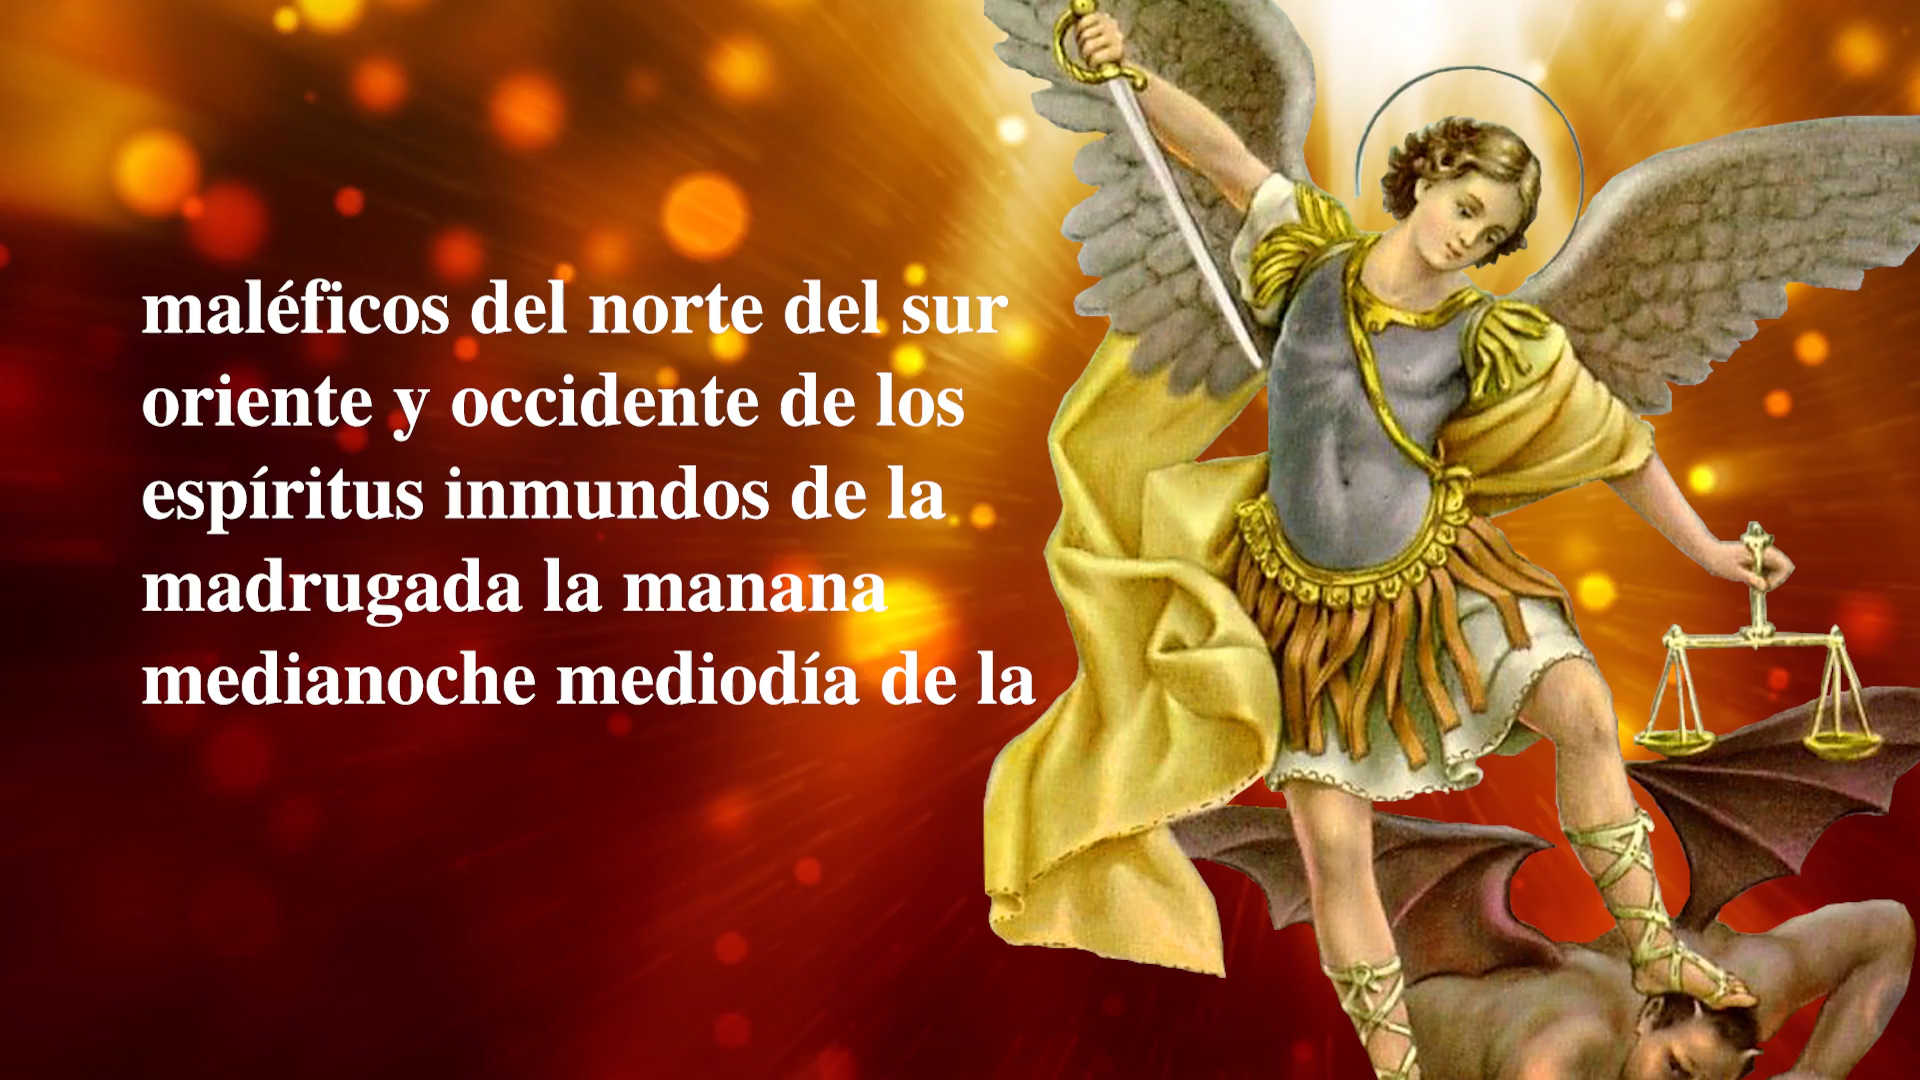 maléficos del norte del sur
oriente y occidente de los
espíritus inmundos de la
madrugada la manana
medianoche mediodía de la